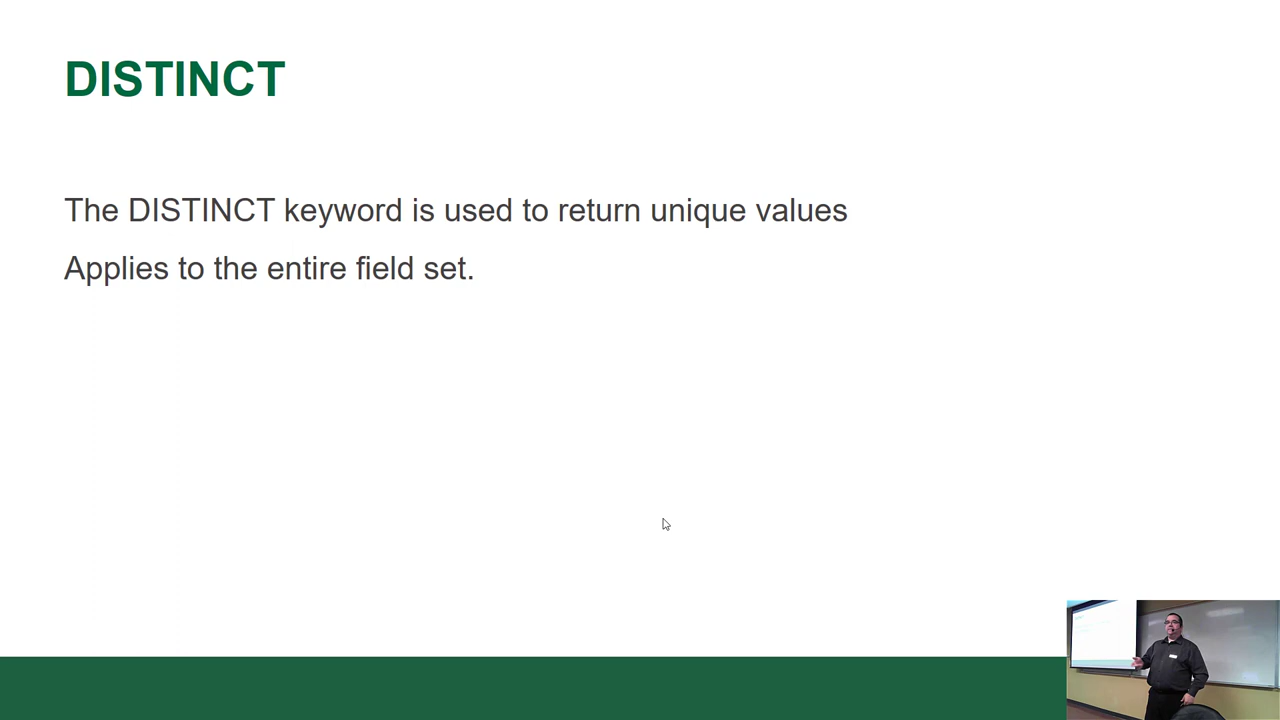 DISTINCT
The DISTINCT keyword is used to return unique values
Applies to the entire field set.